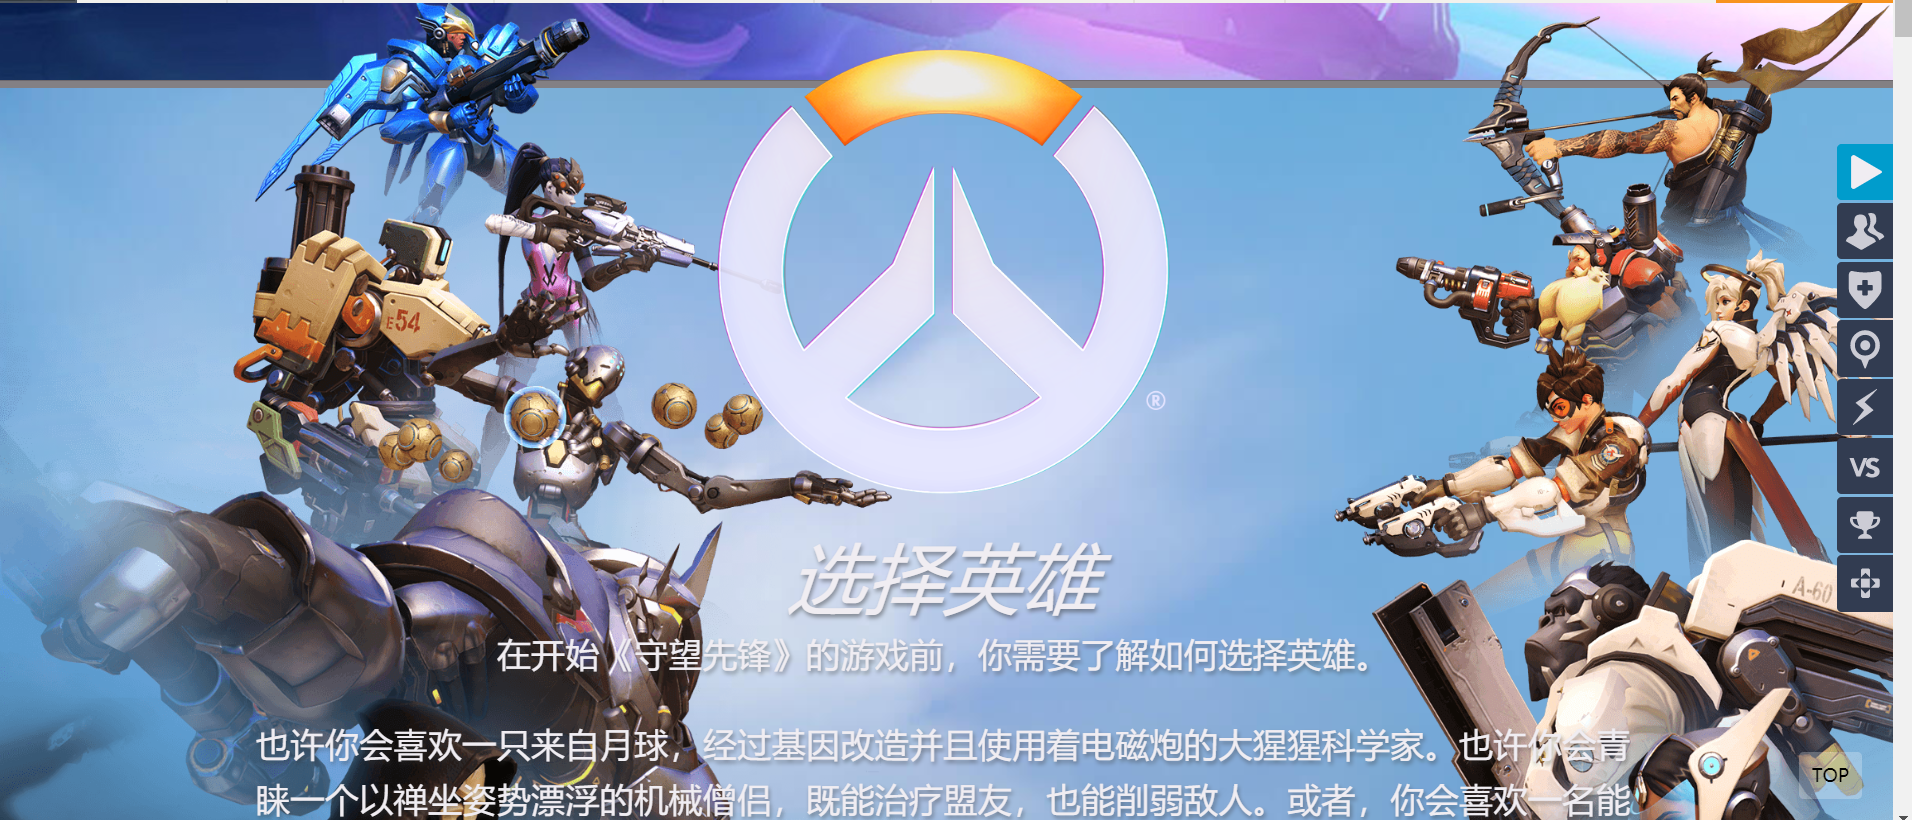 E54
®
VS
A-60
选择英雄
在开始《守望先锋》的游戏前，你需要了解如何选择英雄。
也许你会喜欢一只来自月球，经过基因改造并且使用着电磁炮的大猩猩科学家。也许你会青
睐一个以禅坐姿势漂浮的机械僧侣，既能治疗盟友，也能削弱敌人。或者，你会喜欢一名能
TOP